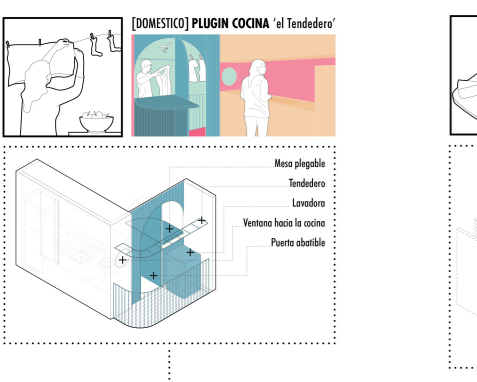 [DOMESTICO] PLUGIN COCINA 'el Tendedero'
Mesa plegable
Tendedero
Lavadora
Ventana hacia la cocina
Puerta abatible